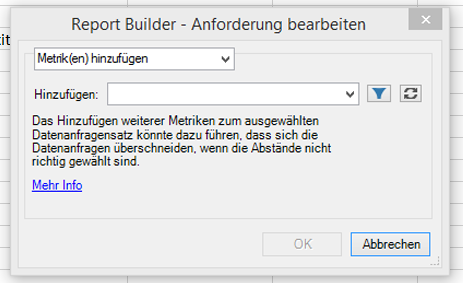 Report Builder - Anforderung bearbeiten
tit
Metrik(en) hinzufügen
Hinzufügen:
Das Hinzufügen weiterer Metriken zum ausgewählten
Datenanfragensatz könnte dazu führen, dass sich die
Datenanfragen überschneiden, wenn die Abstände nicht
richtig gewählt sind.
Mehr Info
OK
Abbrechen